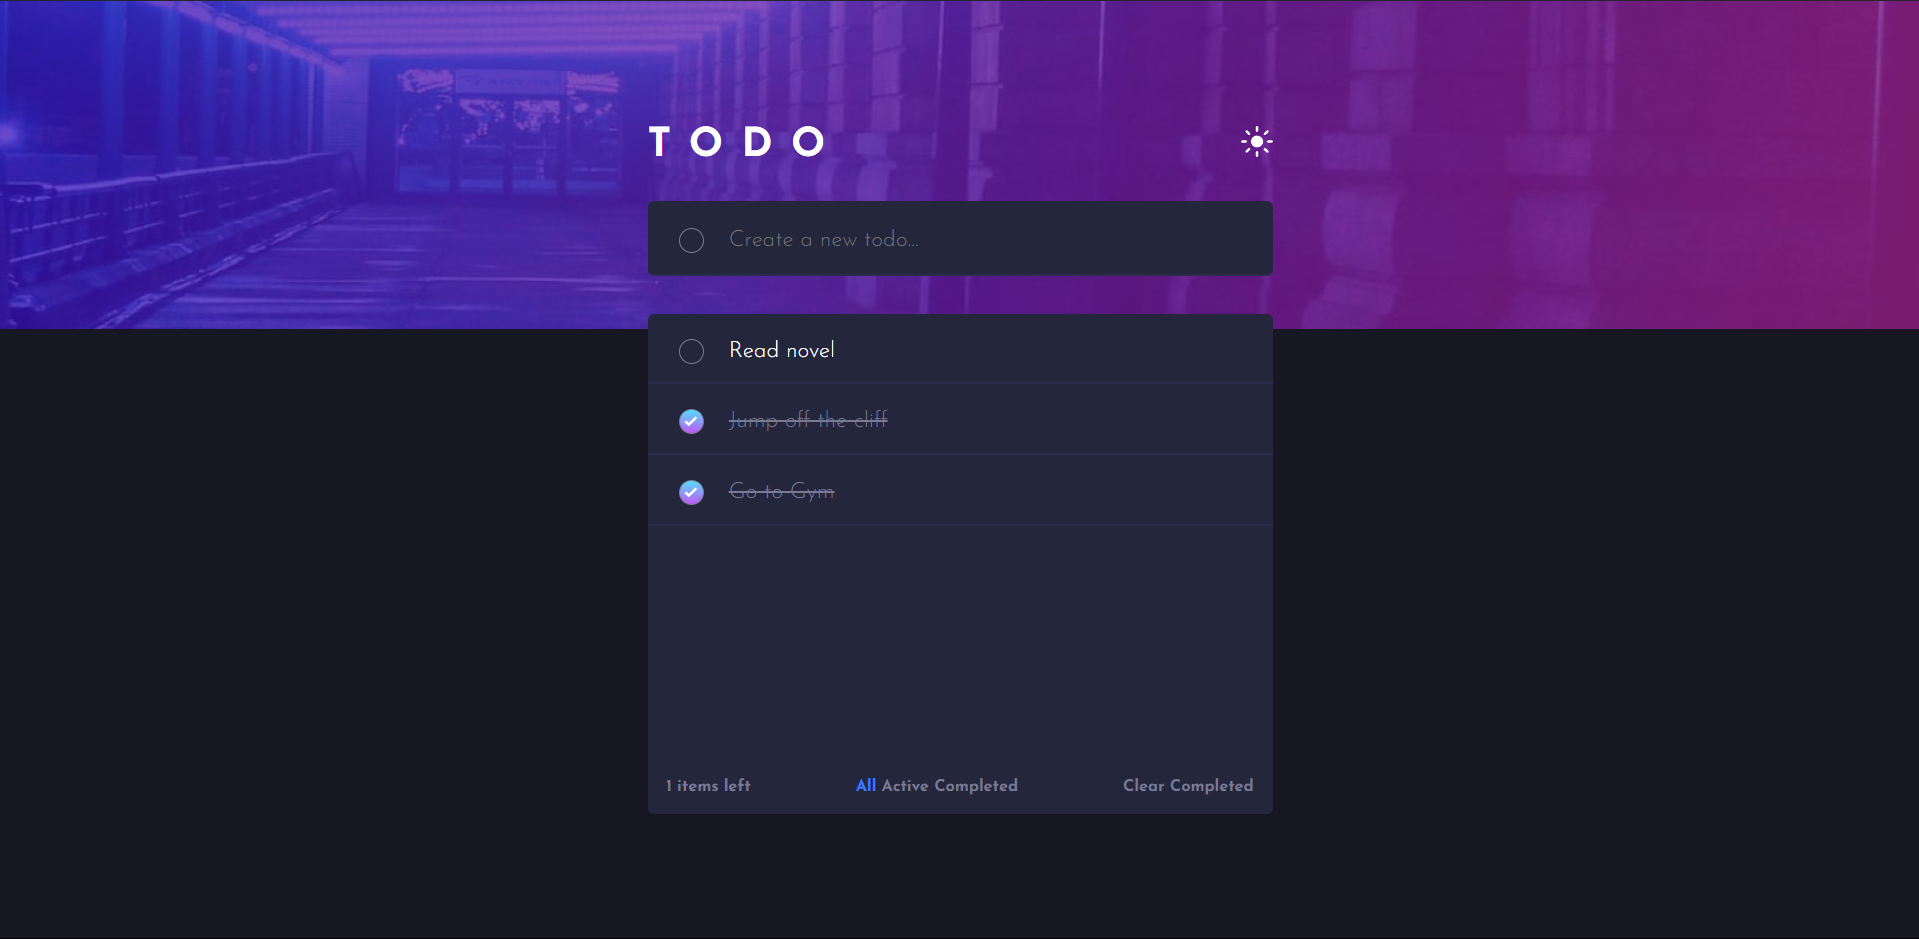 T O D O
Create a new todo...
Read novel
Jump off the cliff
Go to Gym
1 items left All Active Completed Clear Completed